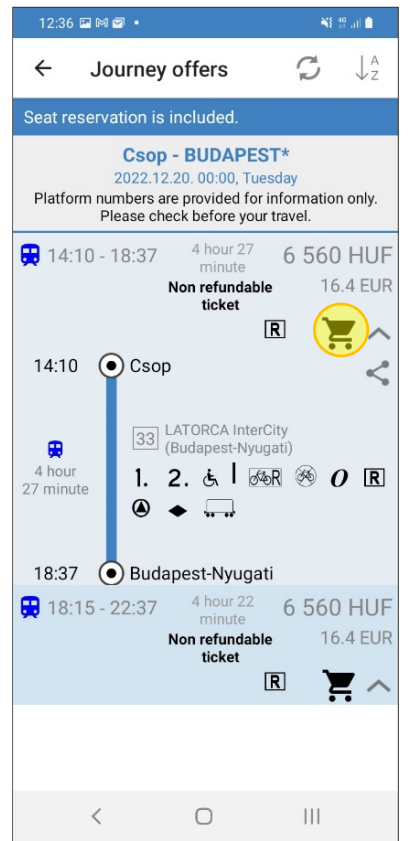 12:36
Journey offers
A
Z
Seat reservation is included.
Csop - BUDAPEST*
2022.12.20. 00:00, Tuesday
Platform numbers are provided for information only.
Please check before your travel.
14:10 - 18:37
4 hour 27
minute
6 560 HUF
Non refundable
ticket
16.4 EUR
R
14:10
Csop
33
LATORCA InterCity
(Budapest-Nyugati)
4 hour
27 minute
1. 2. R O R
18:37
Budapest-Nyugati
18:15 - 22:37
4 hour 22
minute
6 560 HUF
Non refundable
ticket
16.4 EUR
R